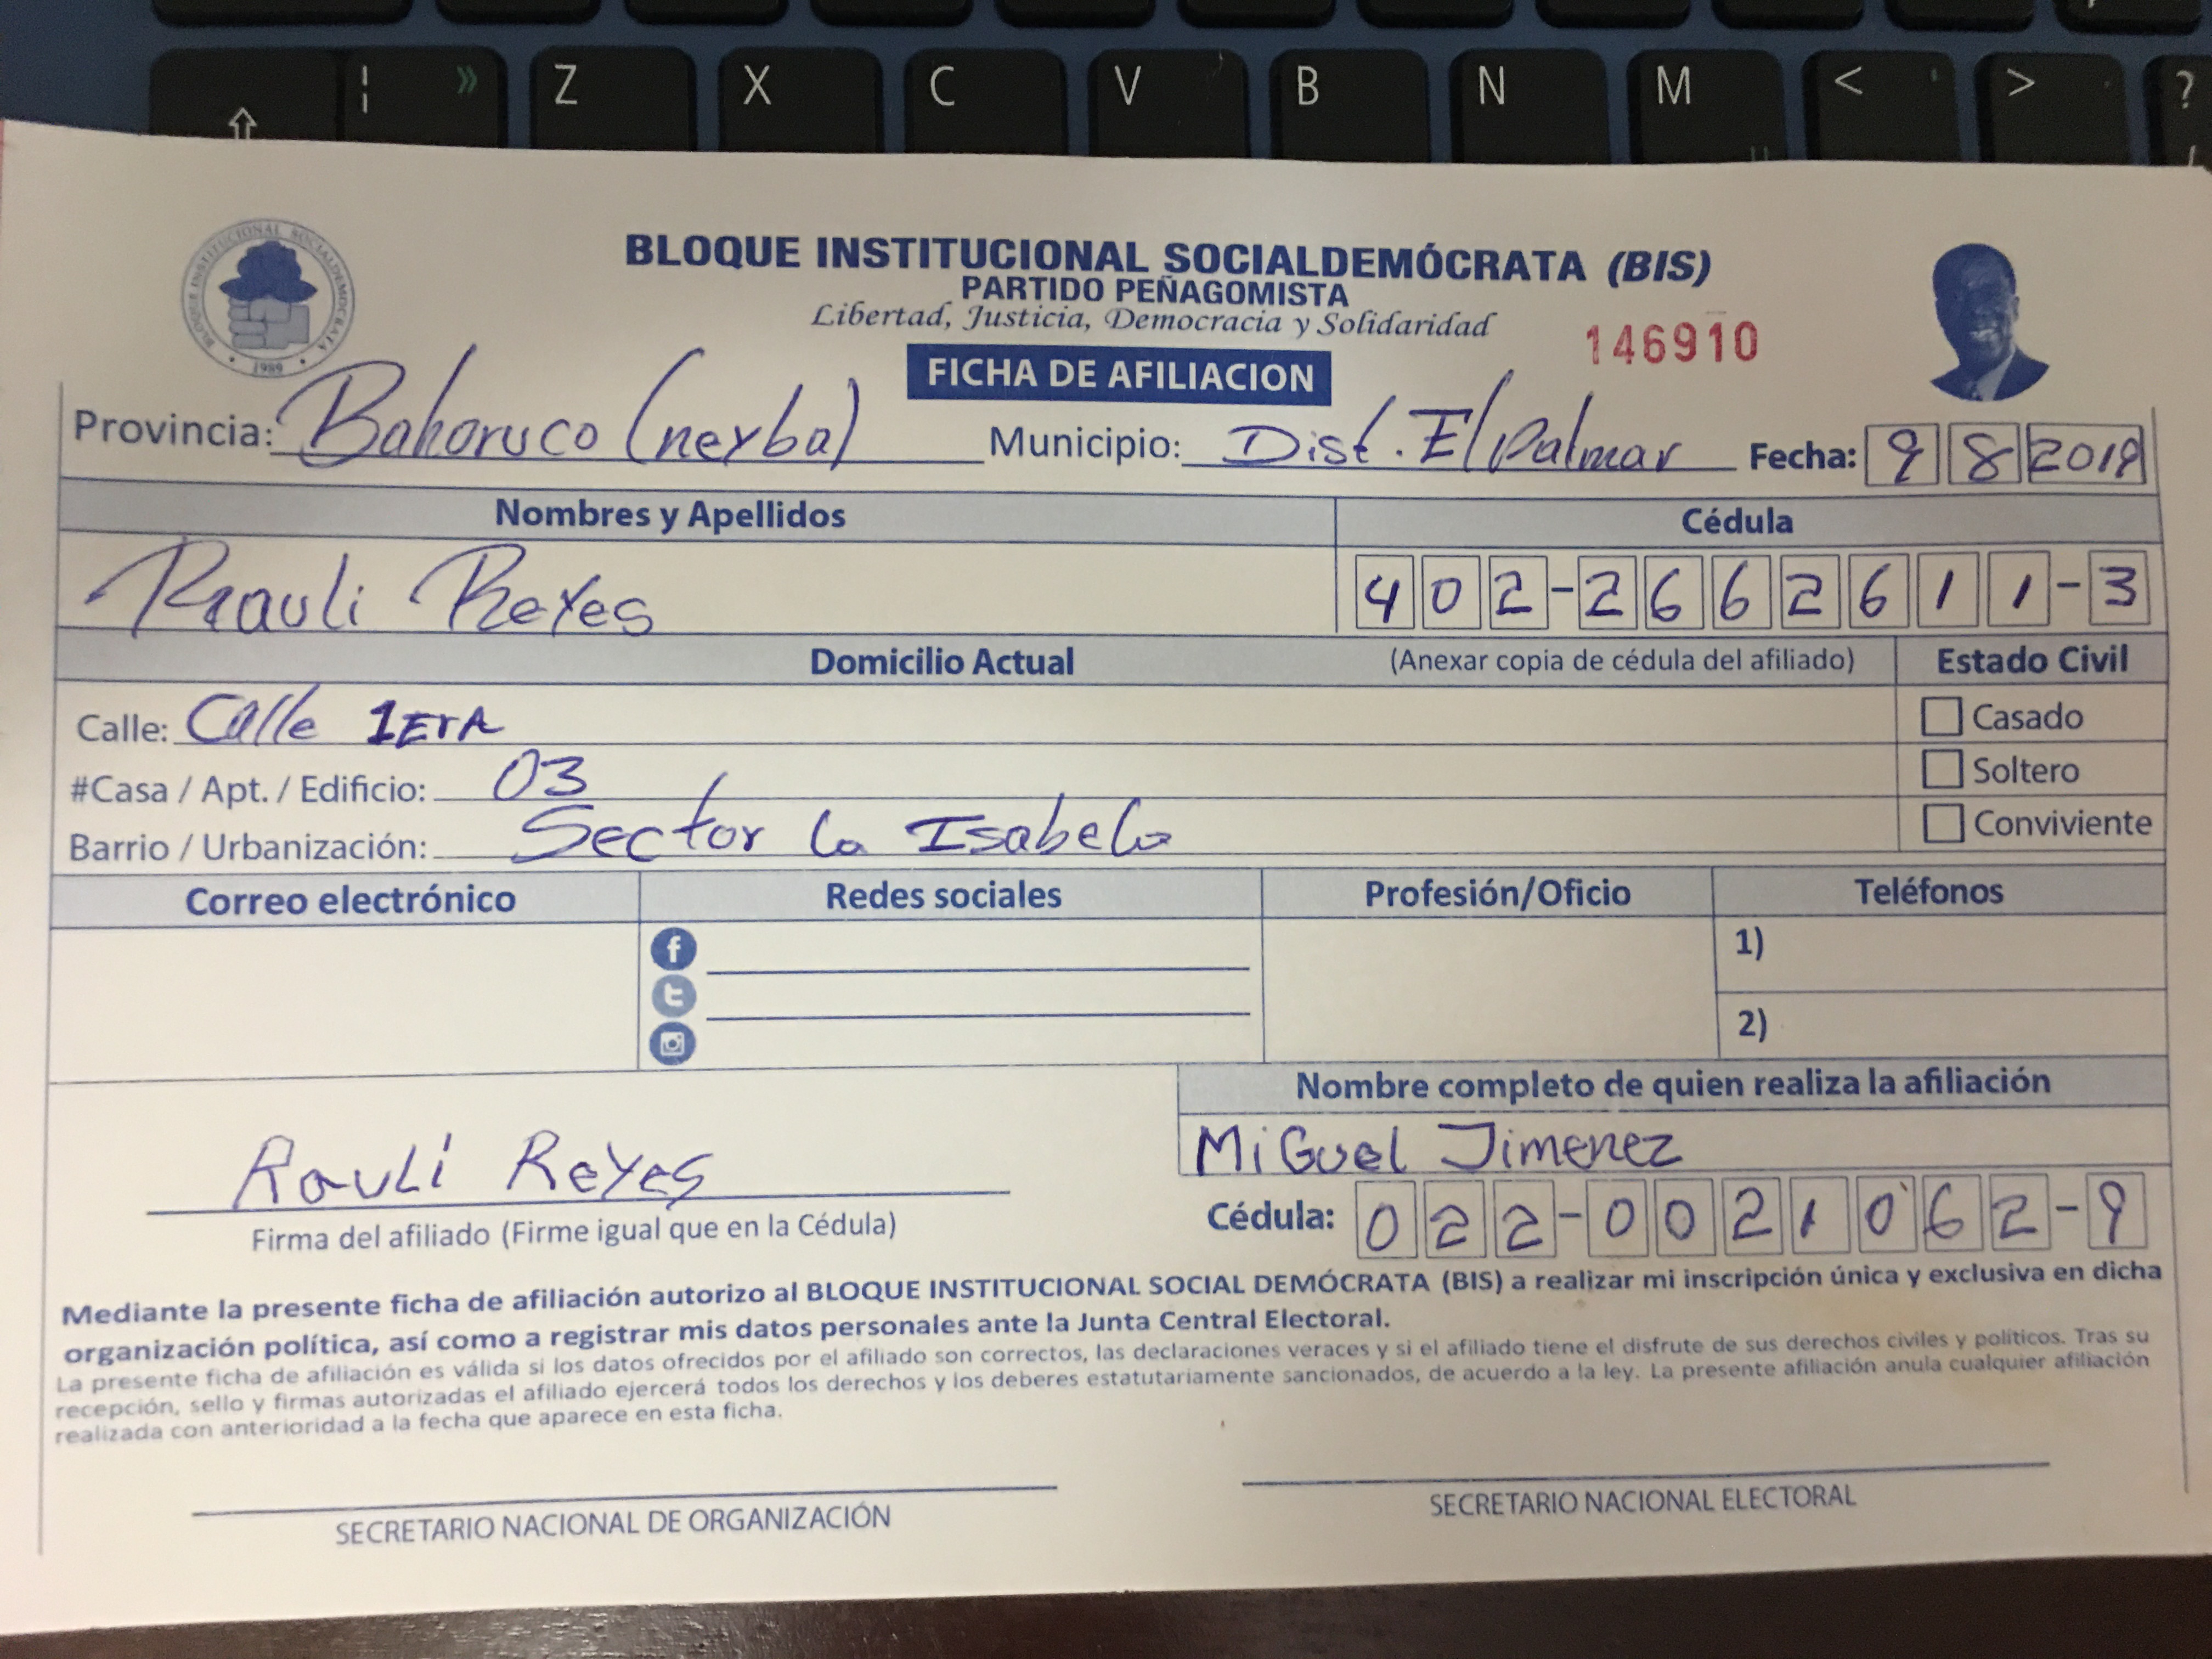 » Z X C V B N M < > ?
BLOQUE INSTITUCIONAL SOCIALDEMÓCRATA
1989
BLOQUE INSTITUCIONAL SOCIALDEMÓCRATA (BIS)
PARTIDO PEÑAGOMISTA
Libertad, Justicia, Democracia y Solidaridad
146910
FICHA DE AFILIACION
Provincia: Bahoruco (neyba) Municipio: Dist. El Palmar Fecha: 9 8 2019
Nombres y Apellidos Cédula
Rauli Reyes 402-2662611-3
Domicilio Actual (Anexar copia de cédula del afiliado) Estado Civil
Calle: Calle 1ErA Casado
#Casa / Apt. / Edificio: 03 Soltero
Barrio / Urbanización: Sector la Isabela Conviviente
Correo electrónico Redes sociales Profesión/Oficio Teléfonos
1)
2)
Nombre completo de quien realiza la afiliación
Rauli Reyes MiGuel Jimenez
Firma del afiliado (Firme igual que en la Cédula) Cédula: 022-0021062-9
Mediante la presente ficha de afiliación autorizo al BLOQUE INSTITUCIONAL SOCIAL DEMÓCRATA (BIS) a realizar mi inscripción única y exclusiva en dicha
organización política, así como a registrar mis datos personales ante la Junta Central Electoral.
La presente ficha de afiliación es válida si los datos ofrecidos por el afiliado son correctos, las declaraciones veraces y si el afiliado tiene el disfrute de sus derechos civiles y políticos. Tras su
recepción, sello y firmas autorizadas el afiliado ejercerá todos los derechos y los deberes estatutariamente sancionados, de acuerdo a la ley. La presente afiliación anula cualquier afiliación
realizada con anterioridad a la fecha que aparece en esta ficha.
SECRETARIO NACIONAL DE ORGANIZACIÓN SECRETARIO NACIONAL ELECTORAL